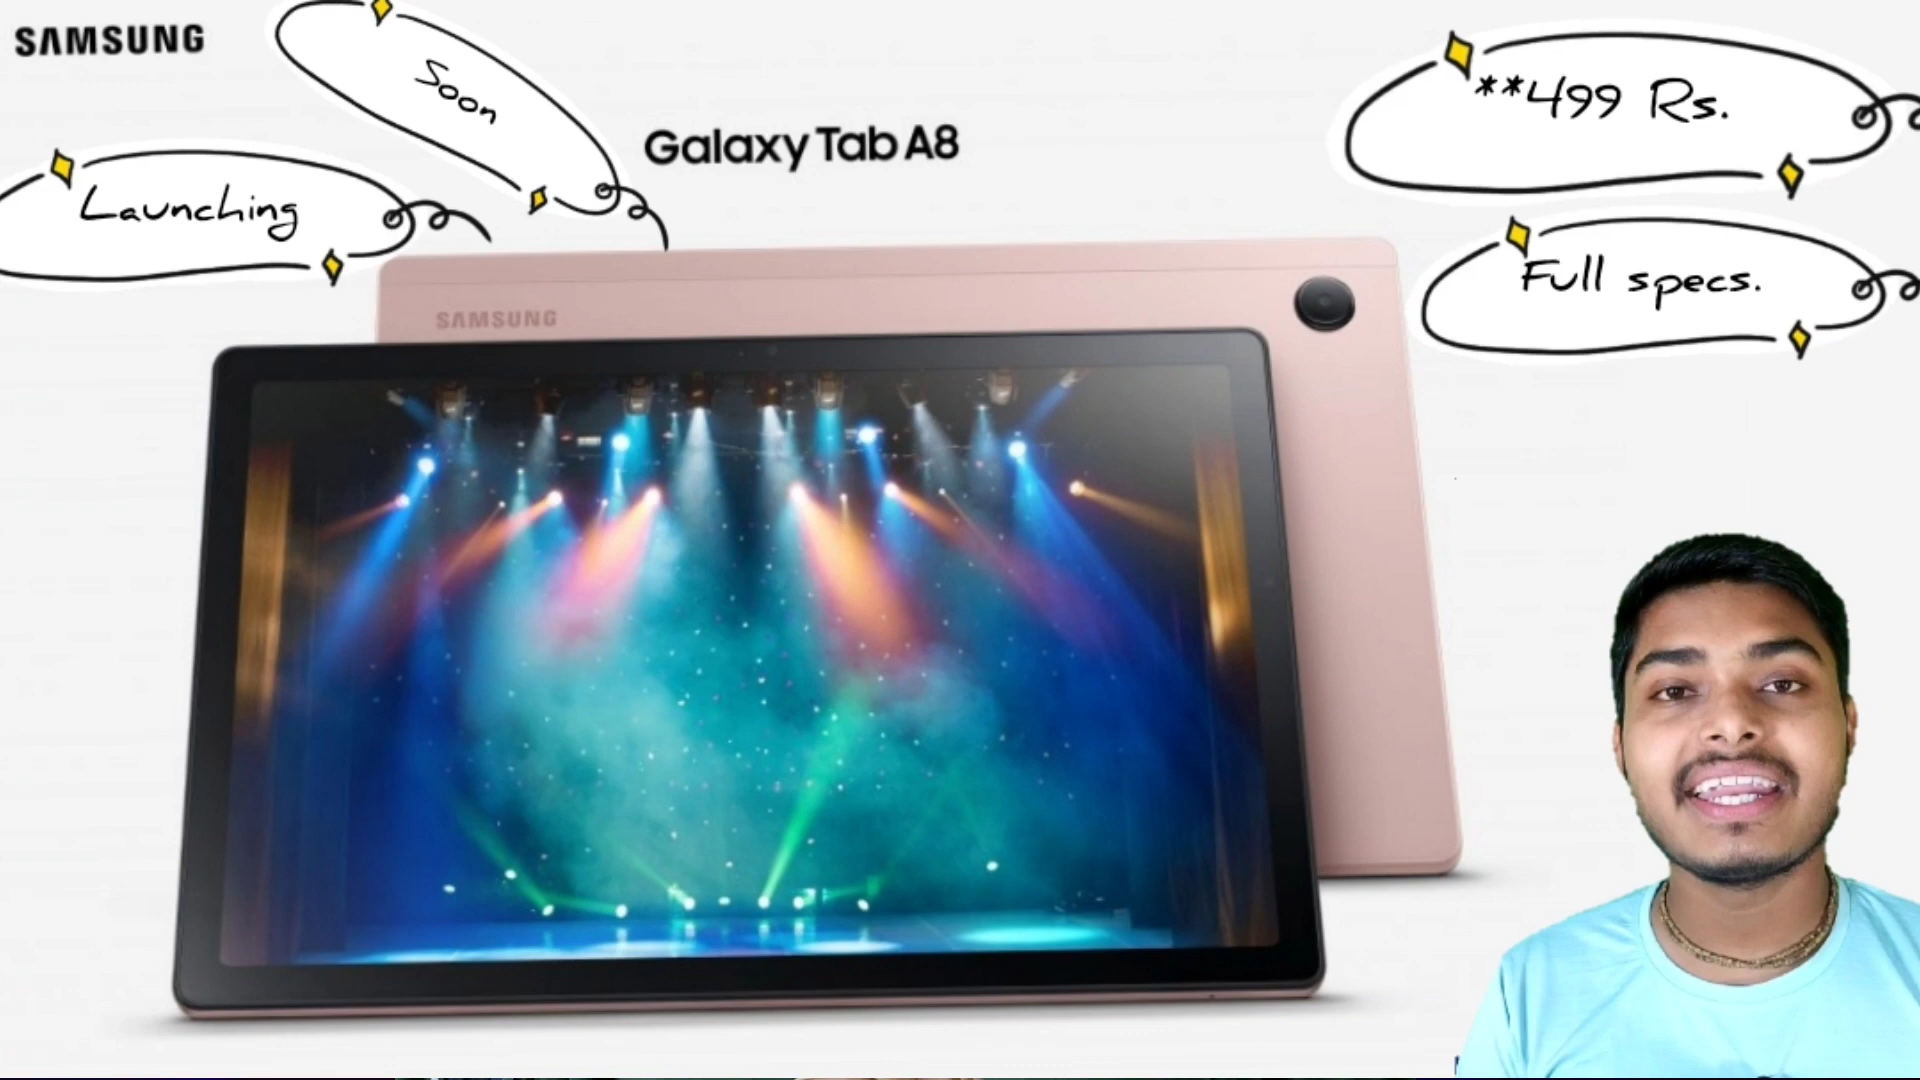 SAMSUNG
Soon
Launching
Galaxy Tab A8
**499 Rs.
Full specs.
SAMSUNG